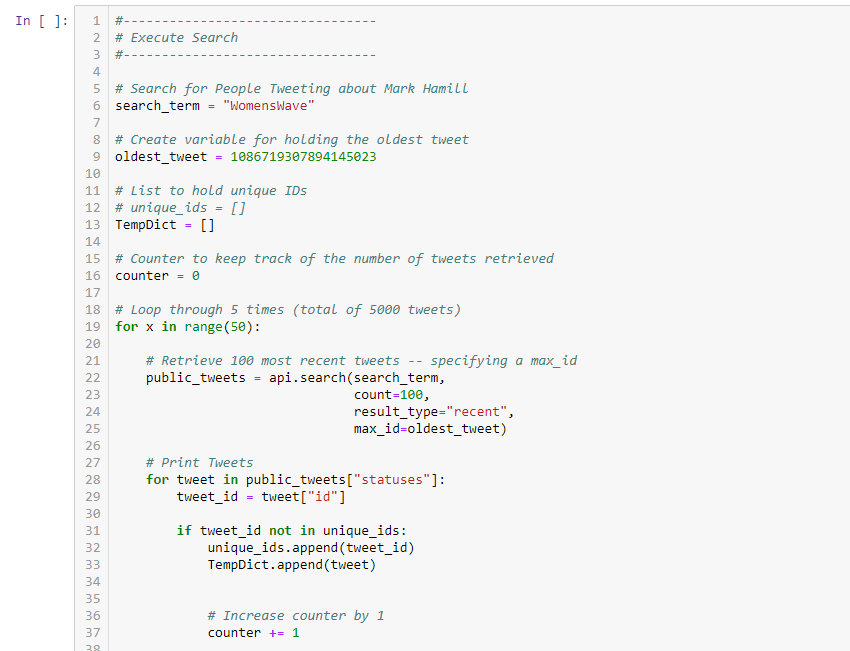 In [ ]:
1 #---------------------------------
2 # Execute Search
3 #---------------------------------
4
5 # Search for People Tweeting about Mark Hamill
6 search_term = "WomensWave"
7
8 # Create variable for holding the oldest tweet
9 oldest_tweet = 1086719307894145023
10
11 # List to hold unique IDs
12 # unique_ids = []
13 TempDict = []
14
15 # Counter to keep track of the number of tweets retrieved
16 counter = 0
17
18 # Loop through 5 times (total of 5000 tweets)
19 for x in range(50):
20
21     # Retrieve 100 most recent tweets -- specifying a max_id
22     public_tweets = api.search(search_term,
23                                count=100,
24                                result_type="recent",
25                                max_id=oldest_tweet)
26
27     # Print Tweets
28     for tweet in public_tweets["statuses"]:
29         tweet_id = tweet["id"]
30
31         if tweet_id not in unique_ids:
32             unique_ids.append(tweet_id)
33             TempDict.append(tweet)
34
35
36             # Increase counter by 1
37             counter += 1
38